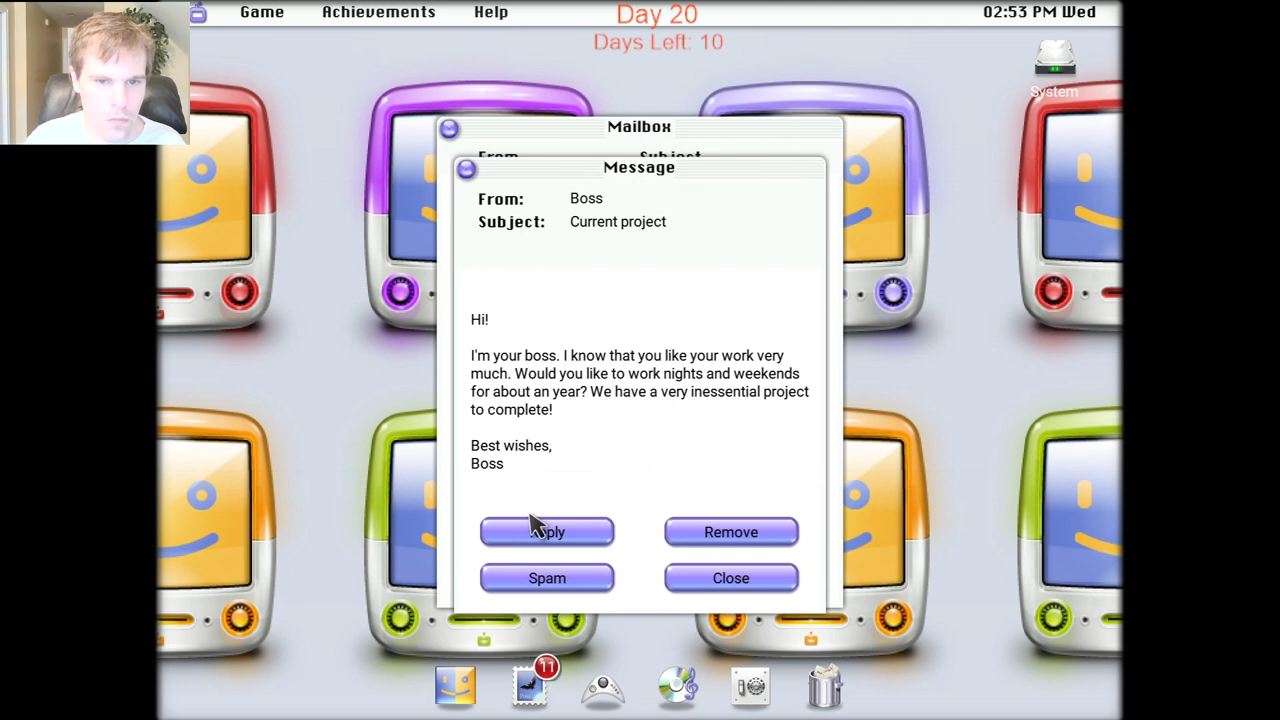 Game Achievements Help
Day 20
Days Left: 10
02:53 PM Wed
System
Mailbox
Message
From: Boss
Subject: Current project
Hi!
I'm your boss. I know that you like your work very
much. Would you like to work nights and weekends
for about an year? We have a very inessential project
to complete!
Best wishes,
Boss
Remove
Spam
Close
11